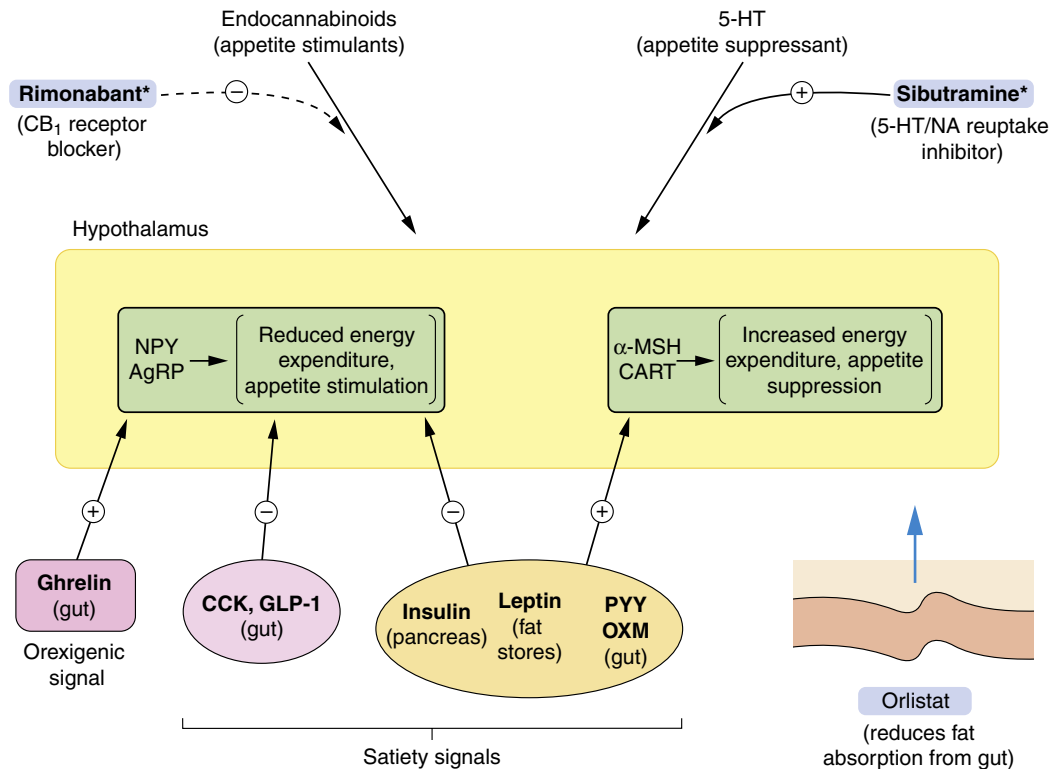 Endocannabinoids
(appetite stimulants)
5-HT
(appetite suppressant)
Rimonabant*
(CB1 receptor
blocker)
−
+
Sibutramine*
(5-HT/NA reuptake
inhibitor)
Hypothalamus
NPY
AgRP
Reduced energy
expenditure,
appetite stimulation
α-MSH
CART
Increased energy
expenditure, appetite
suppression
+
−
−
+
Ghrelin
(gut)
Orexigenic
signal
CCK, GLP-1
(gut)
Insulin
(pancreas)
Leptin
(fat
stores)
PYY
OXM
(gut)
Satiety signals
Orlistat
(reduces fat
absorption from gut)